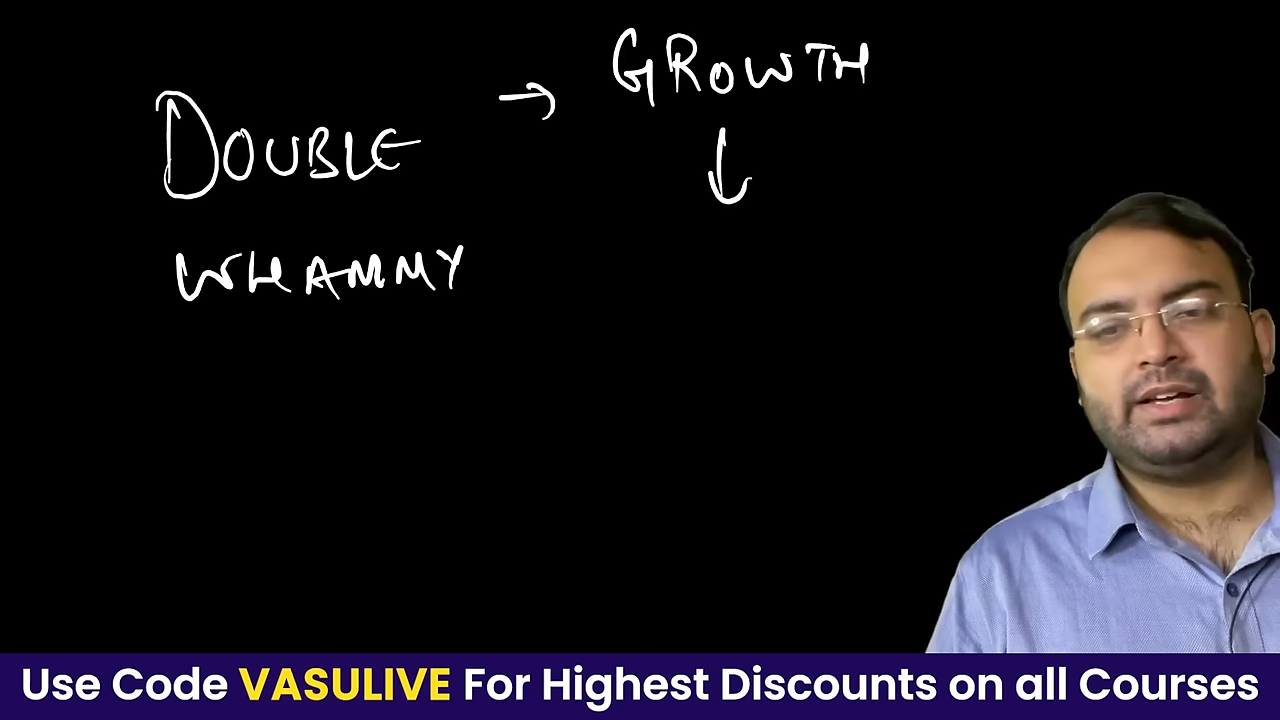 DOUBLE → GROWTH
↓
WHAMMY
Use Code VASULIVE For Highest Discounts on all Courses